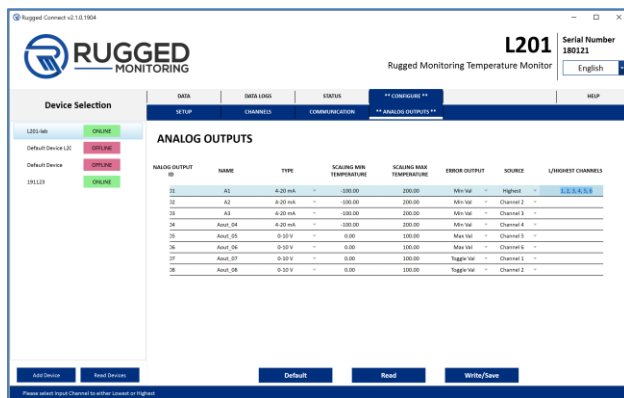 Rugged Connect v2.1.0.1904
RUGGED
MONITORING
L201
Rugged Monitoring Temperature Monitor
Serial Number
180121
English
Device Selection
DATA DATA LOGS STATUS ** CONFIGURE ** HELP
SETUP CHANNELS COMMUNICATION ** ANALOG OUTPUTS **
L201-lab ONLINE
Default Device L2C OFFLINE
Default Device OFFLINE
191123 ONLINE
ANALOG OUTPUTS
NALOG OUTPUT ID NAME TYPE SCALING MIN TEMPERATURE SCALING MAX TEMPERATURE ERROR OUTPUT SOURCE L/HIGHEST CHANNELS
31 A1 4-20 mA -100.00 200.00 Min Val Highest 1, 2, 3, 4, 5, 6
32 A2 4-20 mA -100.00 200.00 Min Val Channel 2
33 A3 4-20 mA -100.00 200.00 Min Val Channel 3
34 Aout_04 4-20 mA -100.00 200.00 Min Val Channel 4
35 Aout_05 0-10 V 0.00 100.00 Max Val Channel 5
36 Aout_06 0-10 V 0.00 100.00 Max Val Channel 6
37 Aout_07 0-10 V 0.00 100.00 Toggle Val Channel 1
38 Aout_08 0-10 V 0.00 100.00 Toggle Val Channel 2
Add Device Read Devices Default Read Write/Save
Please select Input Channel to either Lowest or Highest